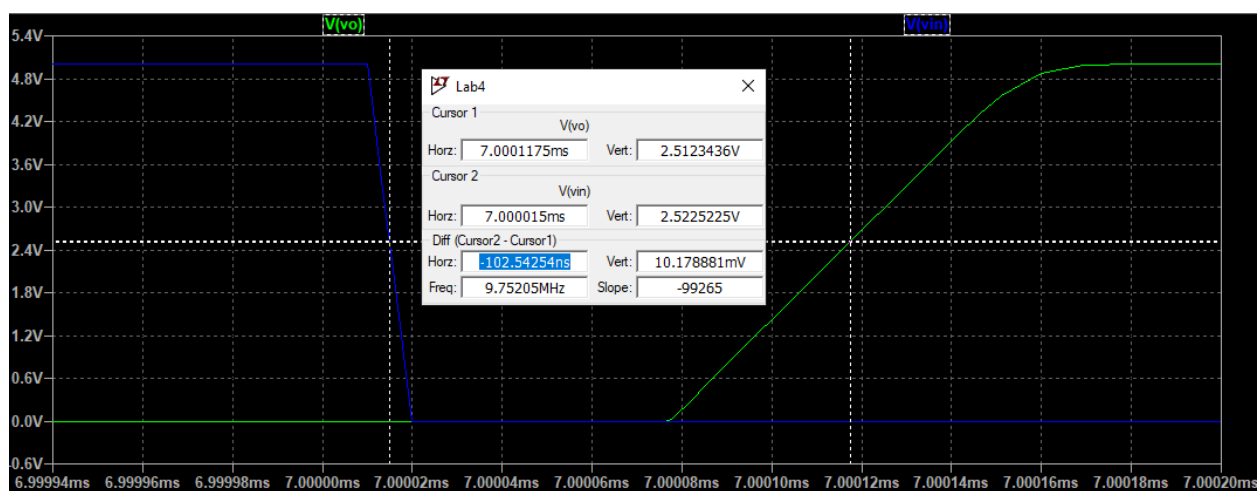 V(vo) V(vin)
5.4V
4.8V
4.2V
3.6V
3.0V
2.4V
1.8V
1.2V
0.6V
0.0V
-0.6V
Lab4
Cursor 1
V(vo)
Horz: 7.0001175ms Vert: 2.5123436V
Cursor 2
V(vin)
Horz: 7.000015ms Vert: 2.5225225V
Diff (Cursor2 - Cursor1)
Horz: -102.54254ns Vert: 10.178881mV
Freq: 9.75205MHz Slope: -99265
6.99994ms 6.99996ms 6.99998ms 7.00000ms 7.00002ms 7.00004ms 7.00006ms 7.00008ms 7.00010ms 7.00012ms 7.00014ms 7.00016ms 7.00018ms 7.00020ms